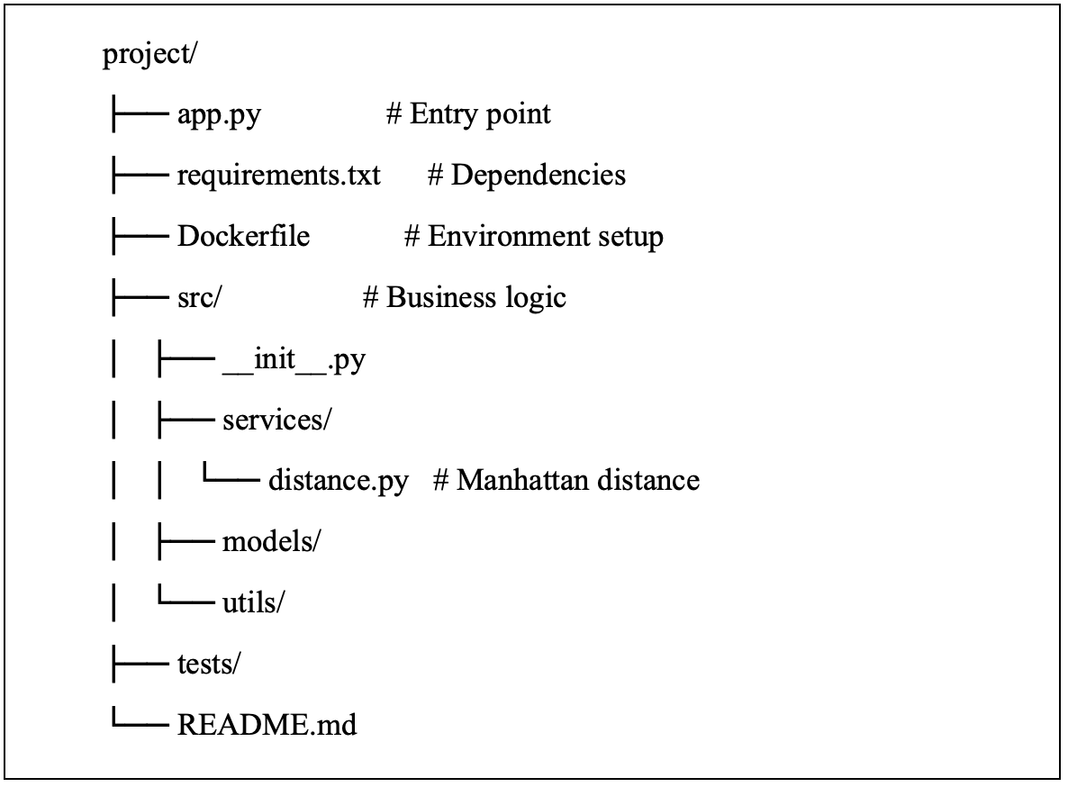 project/
├── app.py # Entry point
├── requirements.txt # Dependencies
├── Dockerfile # Environment setup
├── src/ # Business logic
│ ├── __init__.py
│ ├── services/
│ │ └── distance.py # Manhattan distance
│ ├── models/
│ └── utils/
├── tests/
└── README.md